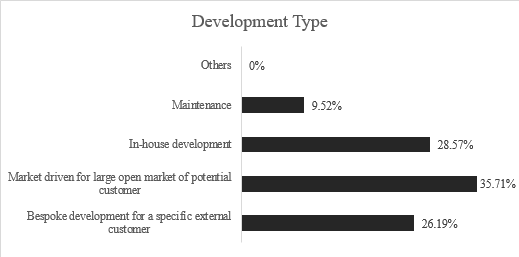 Development Type
Others
0%
Maintenance
9.52%
In-house development
28.57%
Market driven for large open market of potential
customer
35.71%
Bespoke development for a specific external
customer
26.19%